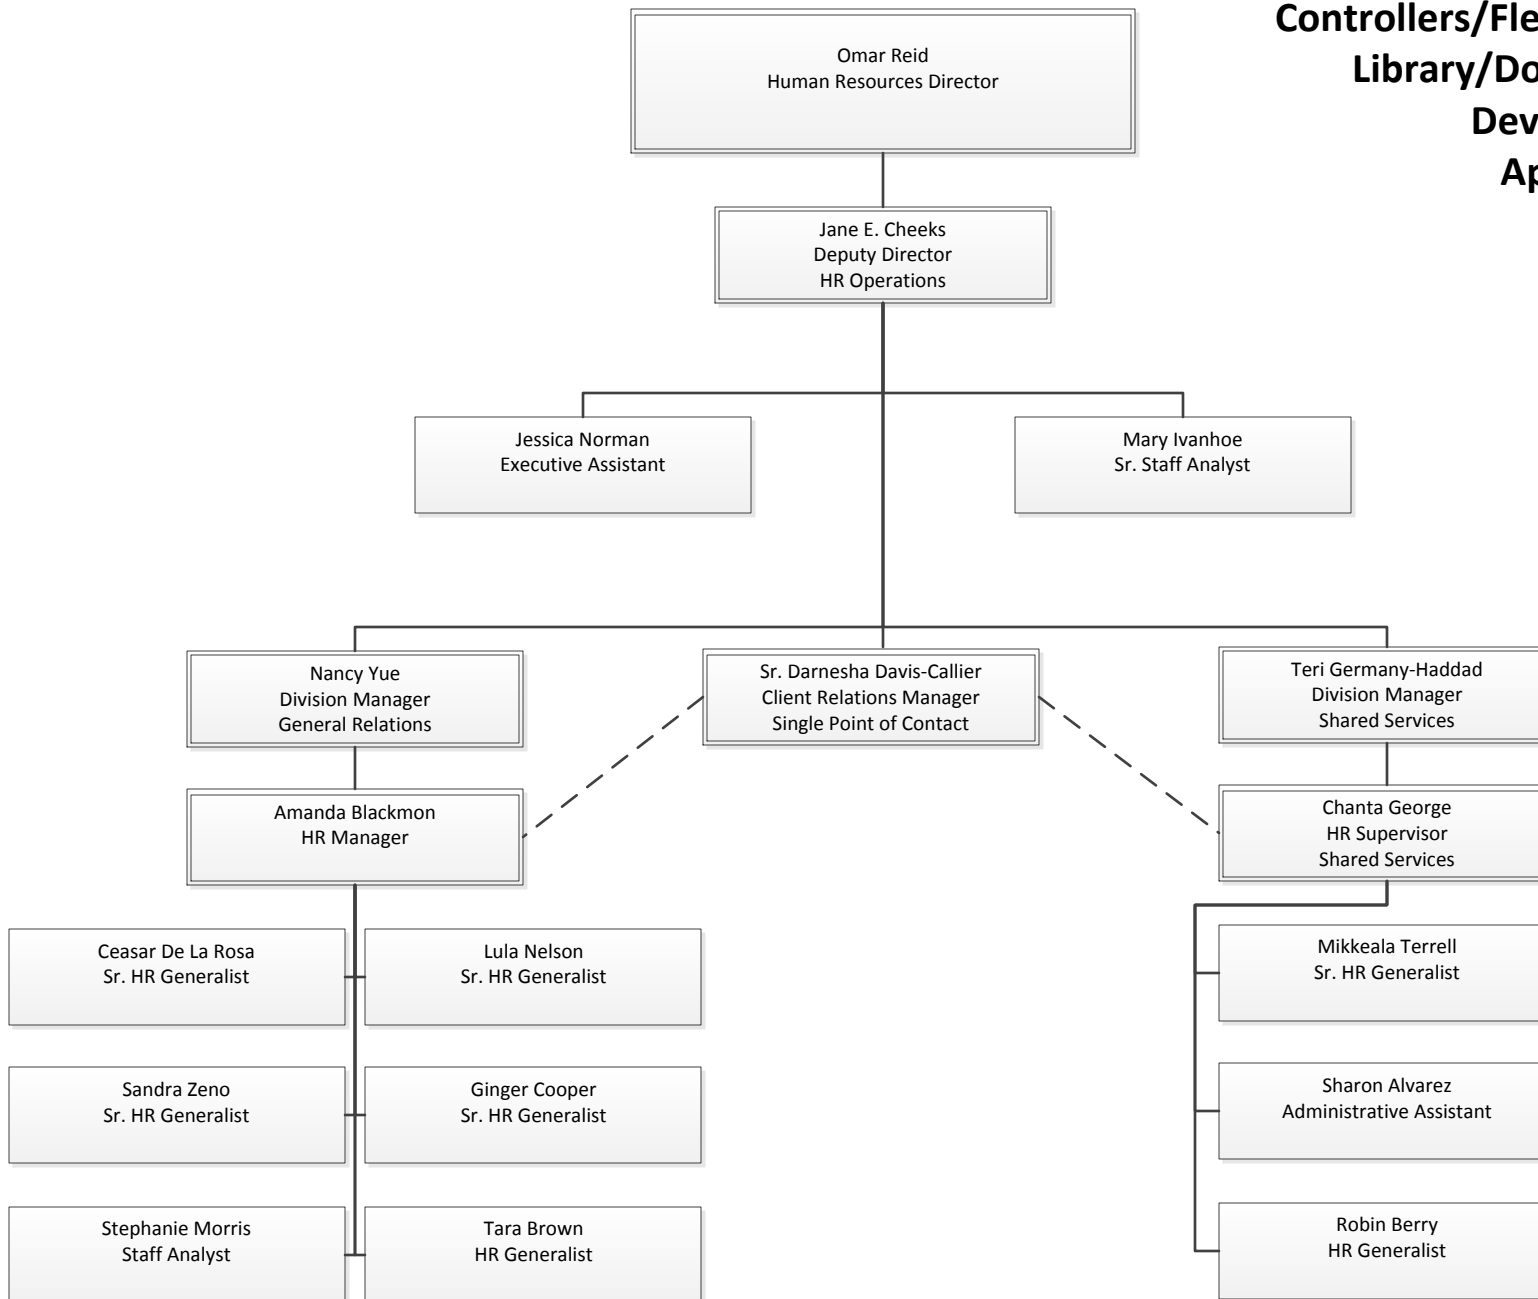 Controllers/Fle
Library/Do
Dev
Ap
Omar Reid
Human Resources Director
Jane E. Cheeks
Deputy Director
HR Operations
Jessica Norman
Executive Assistant
Mary Ivanhoe
Sr. Staff Analyst
Nancy Yue
Division Manager
General Relations
Sr. Darnesha Davis-Callier
Client Relations Manager
Single Point of Contact
Teri Germany-Haddad
Division Manager
Shared Services
Amanda Blackmon
HR Manager
Chanta George
HR Supervisor
Shared Services
Ceasar De La Rosa
Sr. HR Generalist
Lula Nelson
Sr. HR Generalist
Mikkeala Terrell
Sr. HR Generalist
Sandra Zeno
Sr. HR Generalist
Ginger Cooper
Sr. HR Generalist
Sharon Alvarez
Administrative Assistant
Stephanie Morris
Staff Analyst
Tara Brown
HR Generalist
Robin Berry
HR Generalist